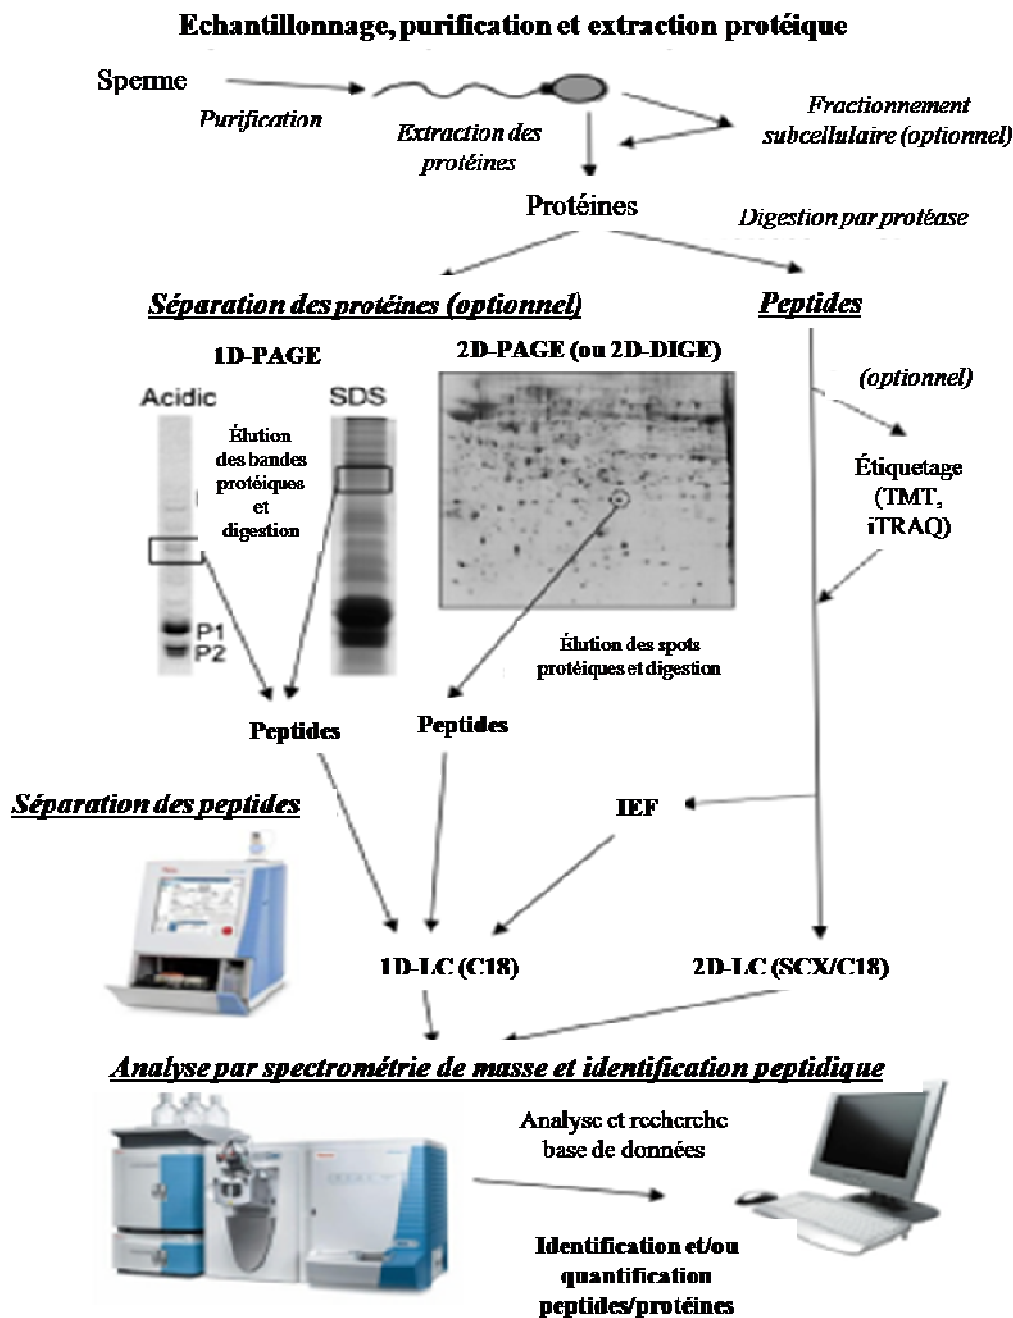 Echantillonnage, purification et extraction protéique
Sperme
Purification
Extraction des
protéines
Fractionnement
subcellulaire (optionnel)
Protéines
Digestion par protéase
Séparation des protéines (optionnel)
Peptides
1D-PAGE
2D-PAGE (ou 2D-DIGE)
(optionnel)
Acidic
SDS
Élution
des bandes
protéiques
et
digestion
Étiquetage
(TMT,
iTRAQ)
P1
P2
Élution des spots
protéiques et digestion
Peptides
Peptides
Séparation des peptides
IEF
1D-LC (C18)
2D-LC (SCX/C18)
Analyse par spectrométrie de masse et identification peptidique
Analyse et recherche
base de données
Identification et/ou
quantification
peptides/protéines